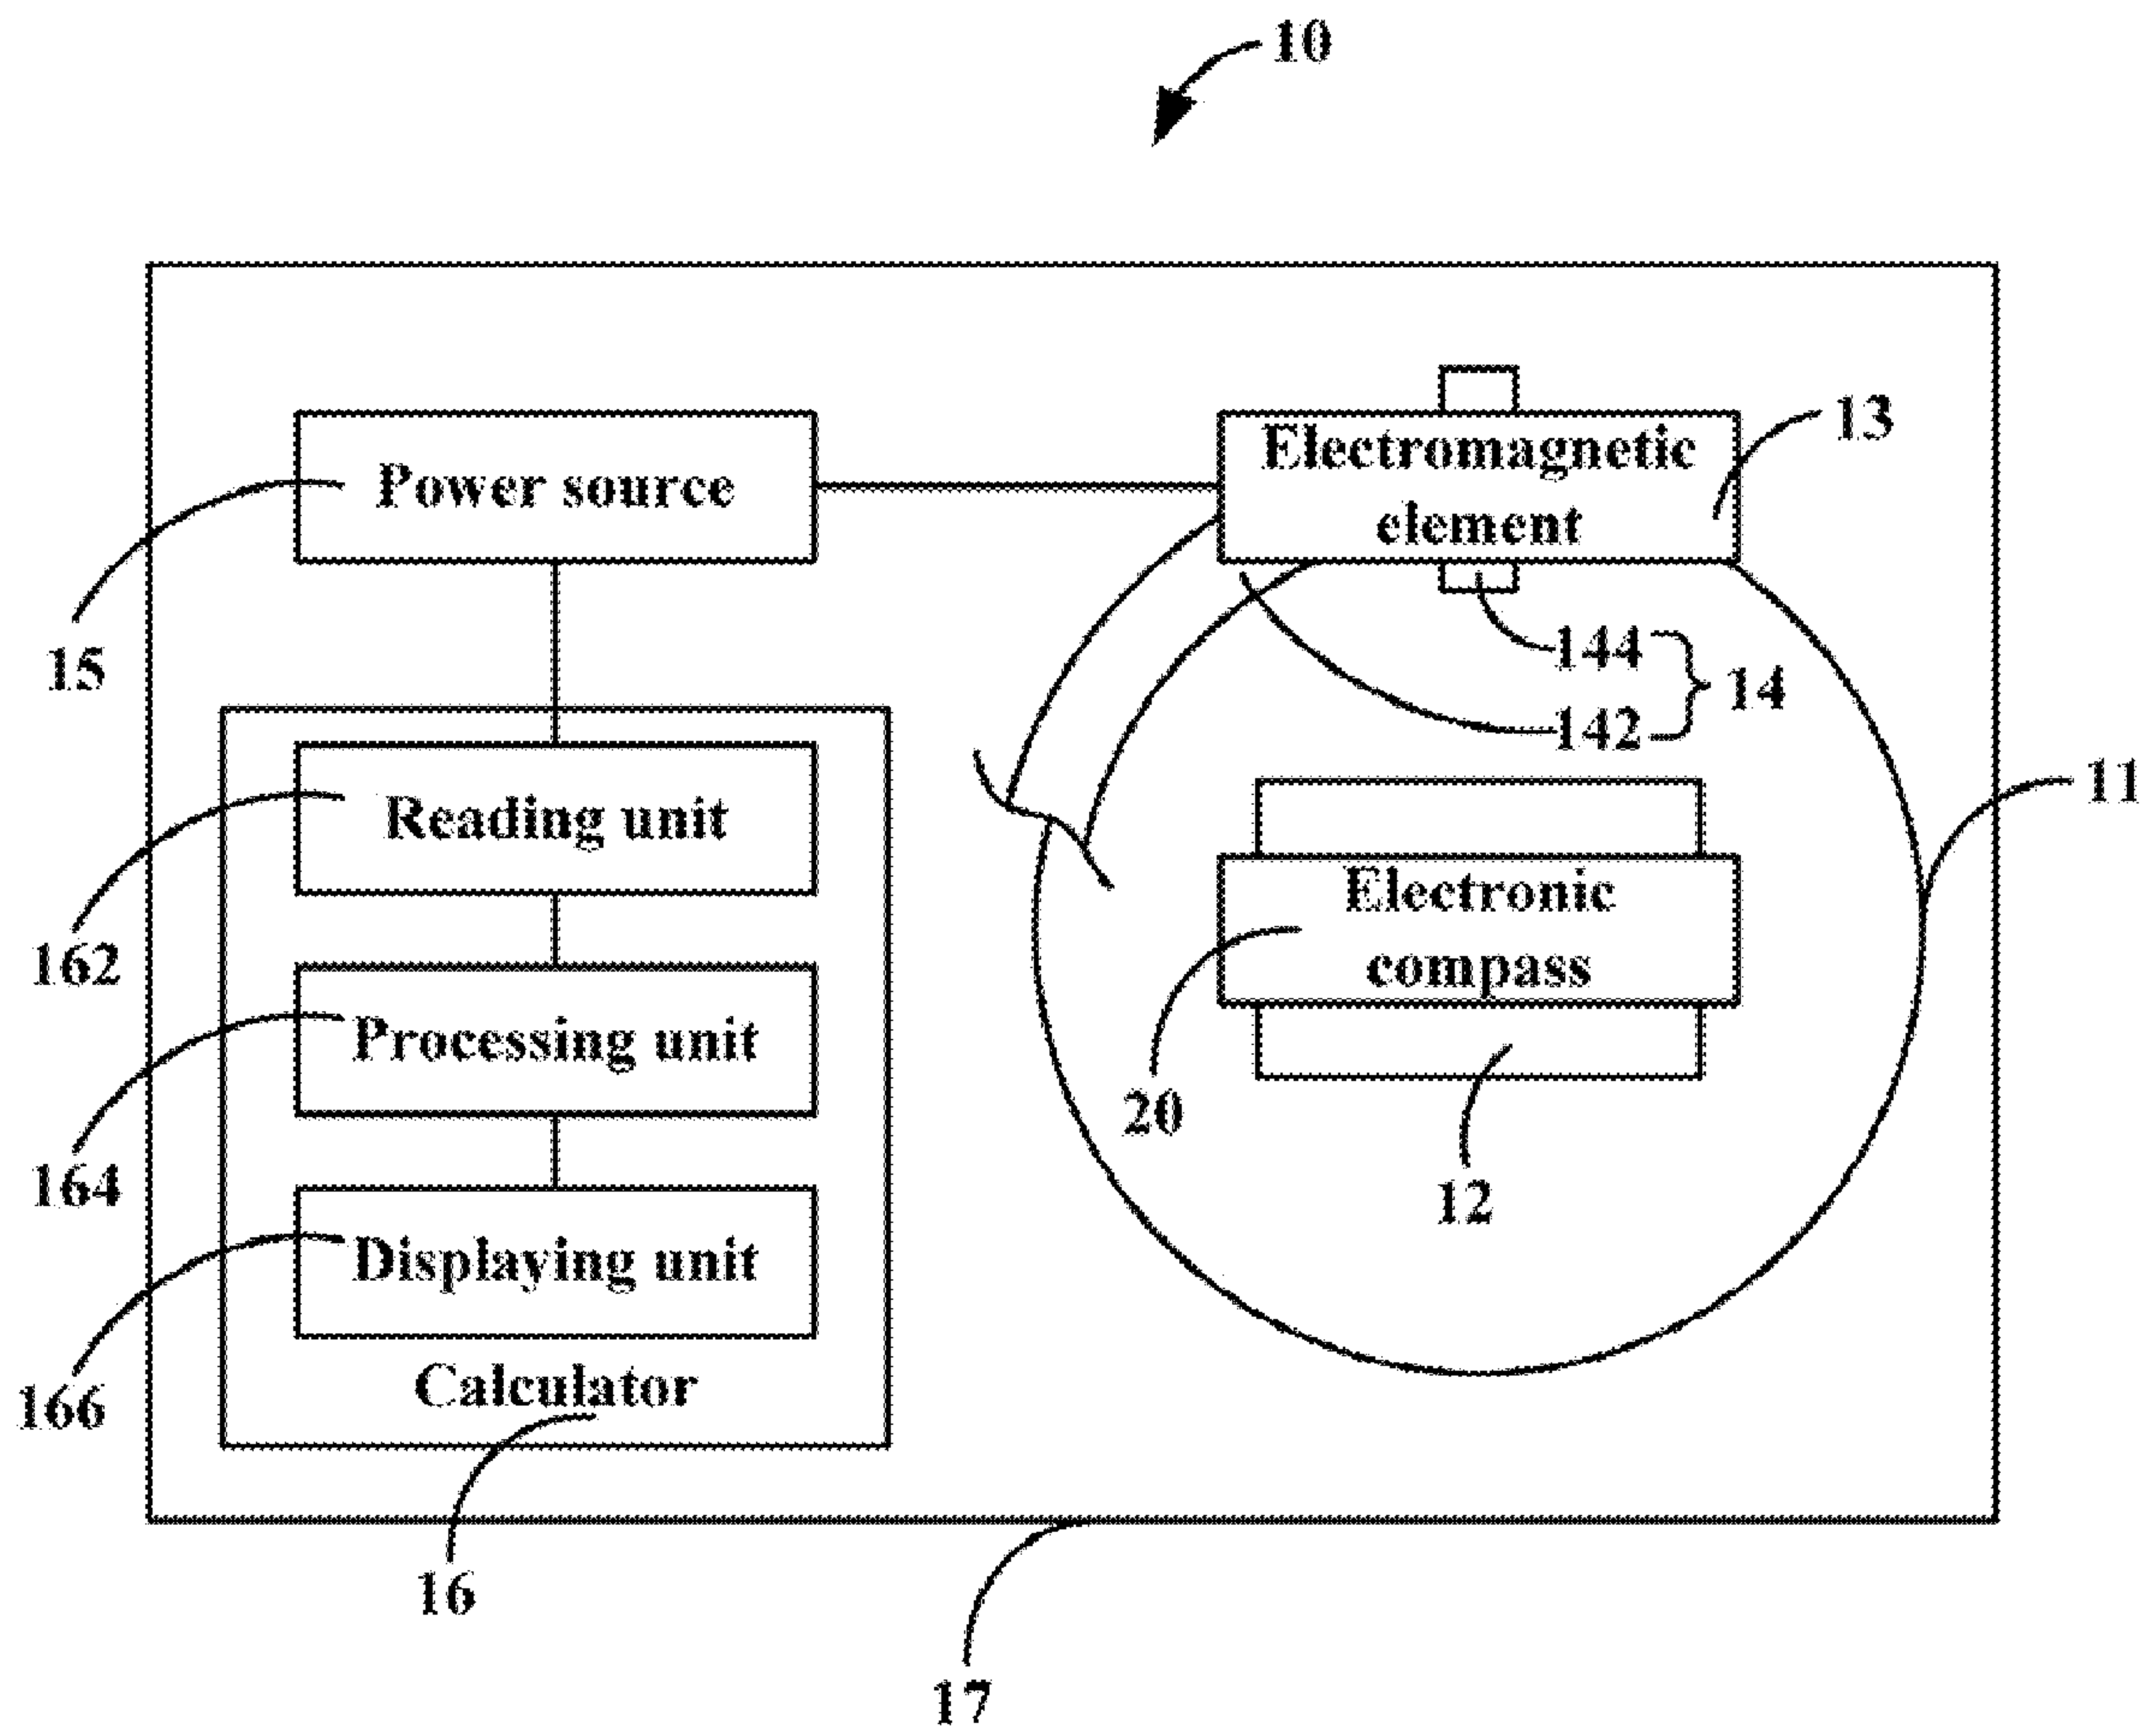 10
Power source
Electromagnetic
element
13
15
144
142
14
11
Reading unit
162
Electronic
compass
20
12
Processing unit
164
Displaying unit
166
Calculator
16
17